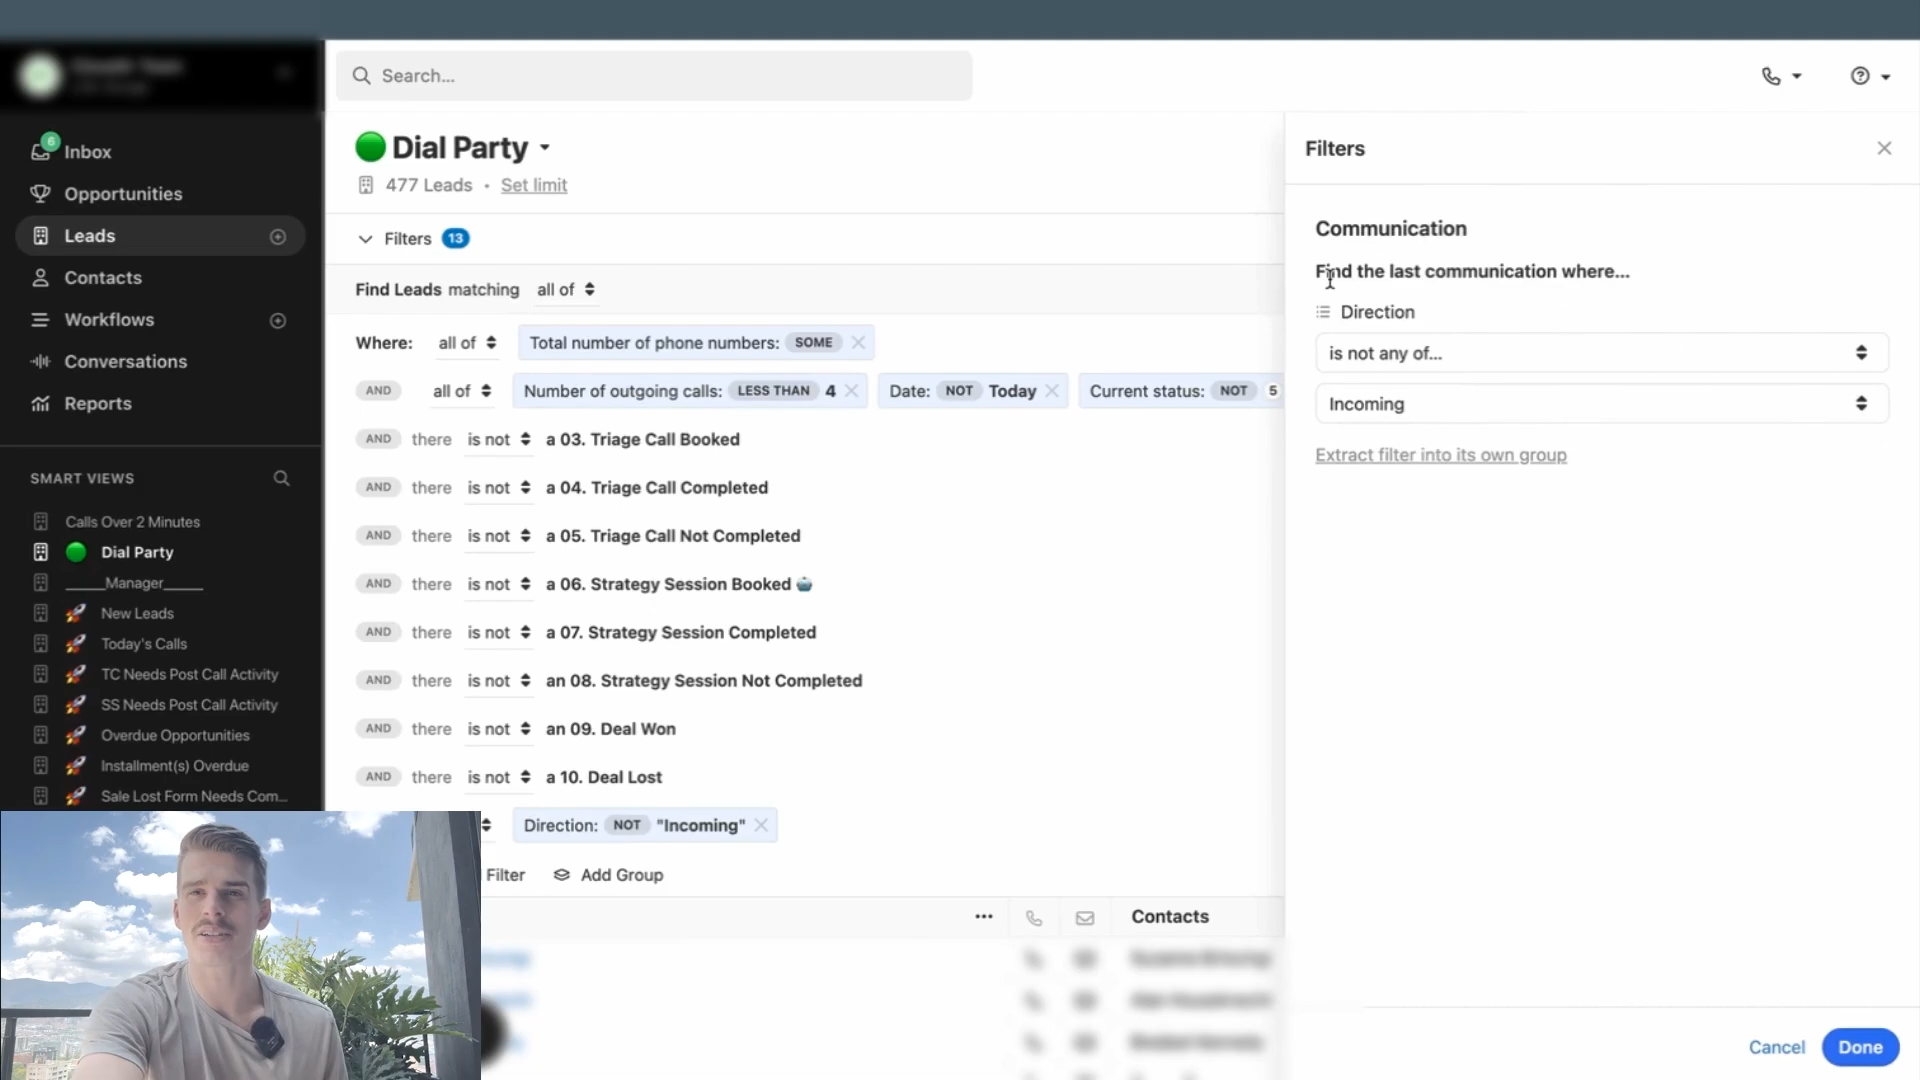 Search...
6
Inbox
Opportunities
Leads
Contacts
Workflows
Conversations
Reports
SMART VIEWS
Calls Over 2 Minutes
Dial Party
_____Manager_____
New Leads
Today's Calls
TC Needs Post Call Activity
SS Needs Post Call Activity
Overdue Opportunities
Installment(s) Overdue
Sale Lost Form Needs Com...
Dial Party
477 Leads • Set limit
Filters 13
Find Leads matching all of
Where: all of Total number of phone numbers: SOME
AND all of Number of outgoing calls: LESS THAN 4 Date: NOT Today Current status: NOT 5
AND there is not a 03. Triage Call Booked
AND there is not a 04. Triage Call Completed
AND there is not a 05. Triage Call Not Completed
AND there is not a 06. Strategy Session Booked
AND there is not a 07. Strategy Session Completed
AND there is not an 08. Strategy Session Not Completed
AND there is not an 09. Deal Won
AND there is not a 10. Deal Lost
Direction: NOT "Incoming"
Filter Add Group
Contacts
Filters
Communication
Find the last communication where...
Direction
is not any of...
Incoming
Extract filter into its own group
Cancel Done